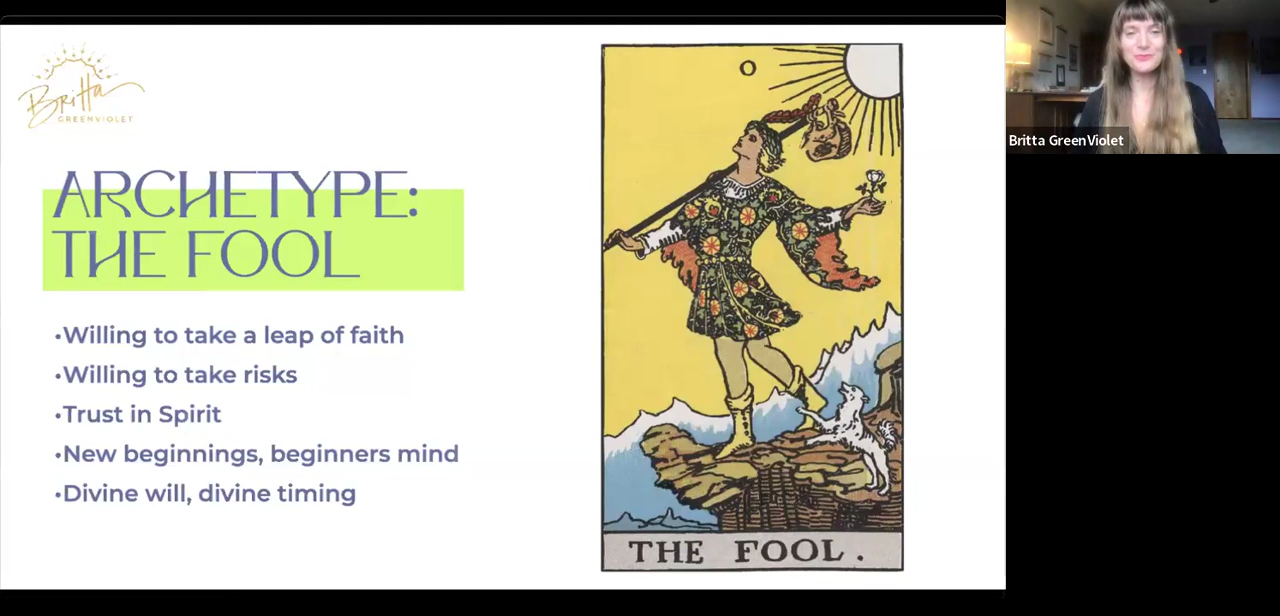 Britta
GREENVIOLET
ARCHETYPE:
THE FOOL
•Willing to take a leap of faith
•Willing to take risks
•Trust in Spirit
•New beginnings, beginners mind
•Divine will, divine timing
0
THE FOOL.
Britta GreenViolet